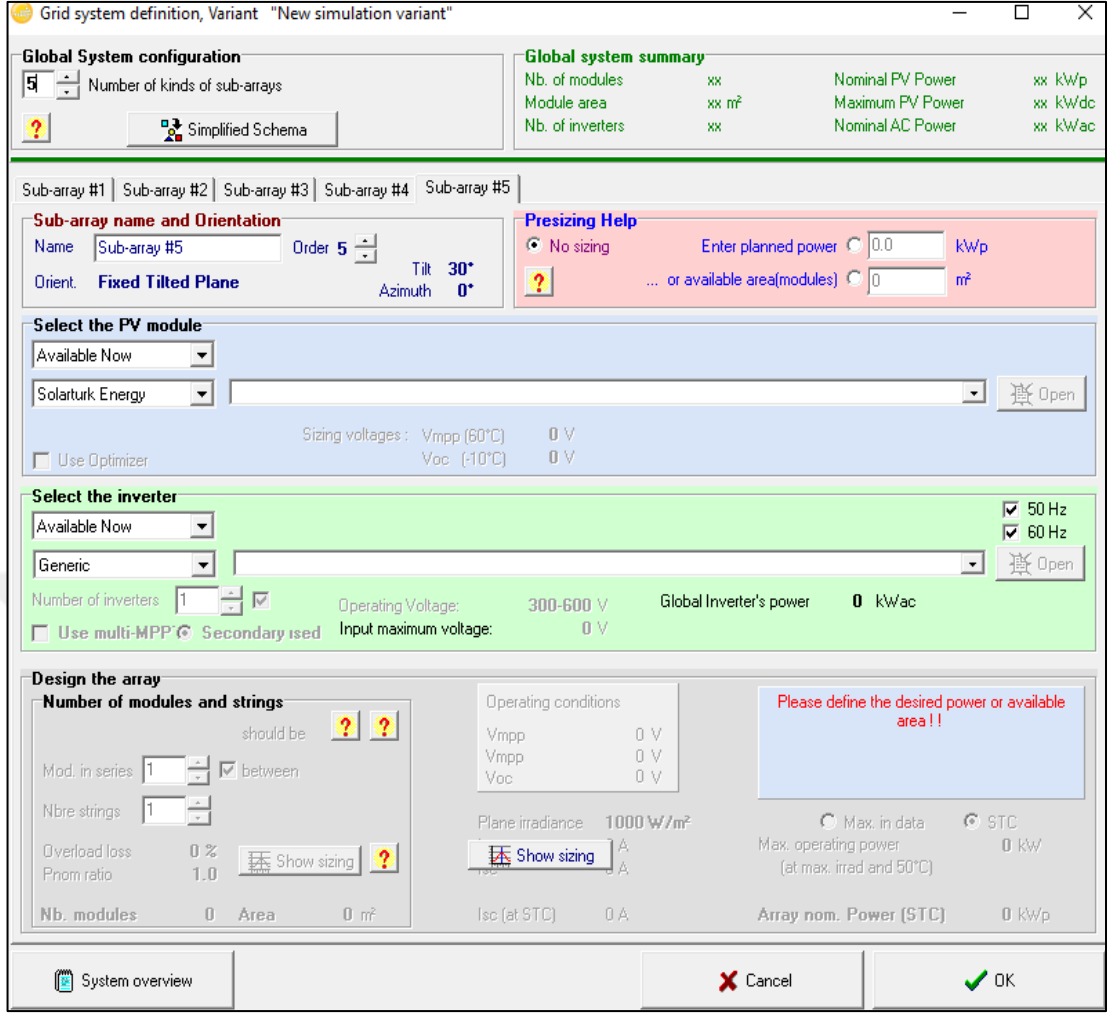 Grid system definition, Variant "New simulation variant"
Global System configuration
5 Number of kinds of sub-arrays
? Simplified Schema
Global system summary
Nb. of modules xx Nominal PV Power xx kWp
Module area xx m² Maximum PV Power xx kWdc
Nb. of inverters xx Nominal AC Power xx kWac
Sub-array #1 Sub-array #2 Sub-array #3 Sub-array #4 Sub-array #5
Sub-array name and Orientation
Name Sub-array #5 Order 5
Tilt 30°
Orient. Fixed Tilted Plane Azimuth 0°
Presizing Help
No sizing Enter planned power 0.0 kWp
? ... or available area(modules) 0 m²
Select the PV module
Available Now
Solarturk Energy Open
Sizing voltages : Vmpp (60°C) 0 V
Use Optimizer Voc (-10°C) 0 V
Select the inverter
50 Hz
Available Now 60 Hz
Generic Open
Number of inverters 1 Operating Voltage: 300-600 V Global Inverter's power 0 kWac
Use multi-MPP Secondary ised Input maximum voltage: 0 V
Design the array
Number of modules and strings
should be ? ?
Mod. in series 1 between
Nbre strings 1
Overload loss 0 % Show sizing ?
Pnom ratio 1.0
Nb. modules 0 Area 0 m²
Operating conditions
Vmpp 0 V
Vmpp 0 V
Voc 0 V
Plane irradiance 1000 W/m²
Show sizing A
Isc 0 A
Isc (at STC) 0 A
Please define the desired power or available
area ! !
Max. in data STC
Max. operating power 0 kW
(at max. irrad and 50°C)
Array nom. Power (STC) 0 kWp
System overview Cancel OK